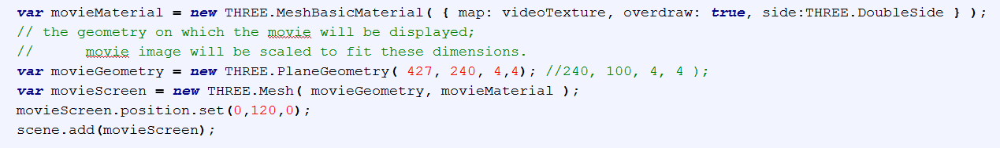 var movieMaterial = new THREE.MeshBasicMaterial( { map: videoTexture, overdraw: true, side:THREE.DoubleSide } );
// the geometry on which the movie will be displayed;
//      movie image will be scaled to fit these dimensions.
var movieGeometry = new THREE.PlaneGeometry( 427, 240, 4,4); //240, 100, 4, 4 );
var movieScreen = new THREE.Mesh( movieGeometry, movieMaterial );
movieScreen.position.set(0,120,0);
scene.add(movieScreen);